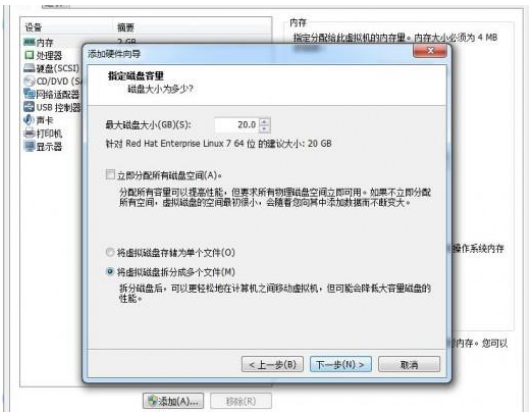 设备
摘要
内存
2 GB
处理器
硬盘(SCSI)
CD/DVD (S
网络适配器
USB 控制器
声卡
打印机
显示器
内存
指定分配给此虚拟机的内存量。内存大小必须为 4 MB
添加硬件向导
指定磁盘容量
磁盘大小为多少?
最大磁盘大小(GB)(S):
20.0
针对 Red Hat Enterprise Linux 7 64 位 的建议大小: 20 GB
立即分配所有磁盘空间(A)。
分配所有容量可以提高性能，但要求所有物理磁盘空间立即可用。如果不立即分配
所有空间，虚拟磁盘的空间最初很小，会随着您向其中添加数据而不断变大。
将虚拟磁盘存储为单个文件(O)
将虚拟磁盘拆分成多个文件(M)
拆分磁盘后，可以更轻松地在计算机之间移动虚拟机，但可能会降低大容量磁盘的
性能。
操作系统内存
内存。您可以
< 上一步(B)
下一步(N) >
取消
添加(A)...
移除(R)